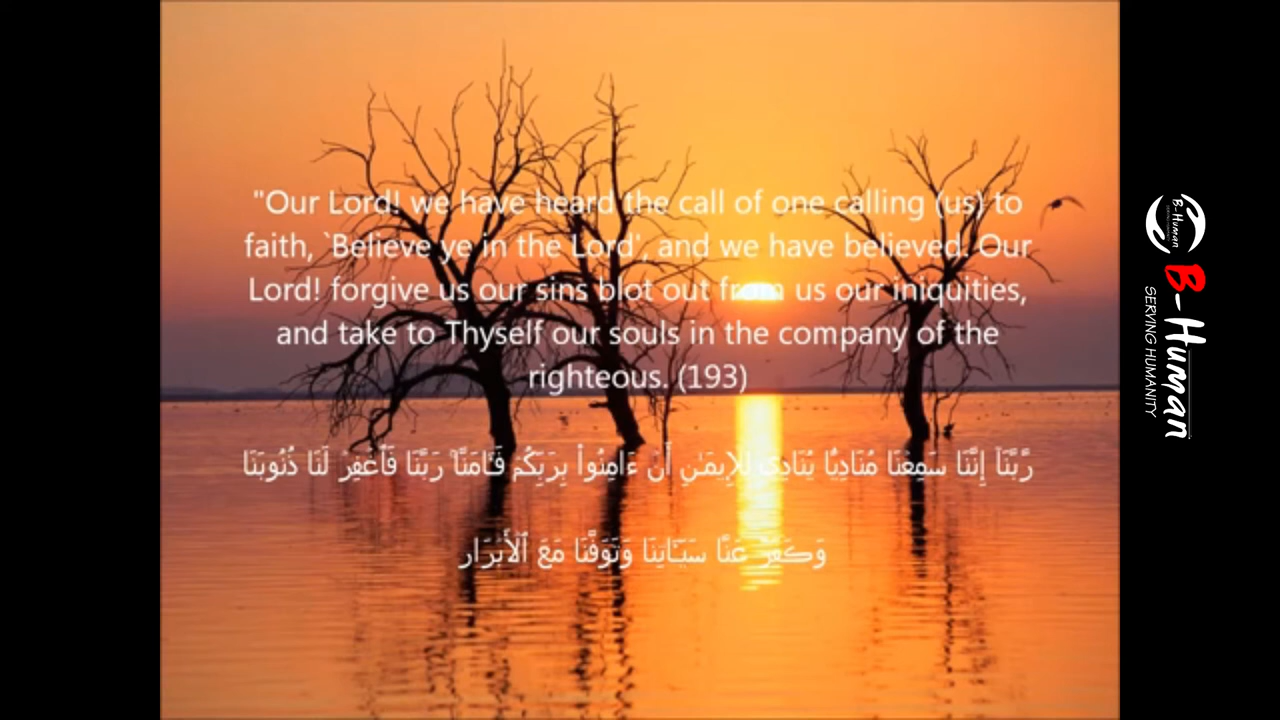 "Our Lord! we have heard the call of one calling (us) to
faith, `Believe ye in the Lord', and we have believed. Our
Lord! forgive us our sins blot out from us our iniquities,
and take to Thyself our souls in the company of the
righteous. (193)
رَّبَّنَآ إِنَّنَا سَمِعْنَا مُنَادِيًا يُنَادِى لِلإِيمَـٰنِ أَنْ ءَامِنُواْ بِرَبِّكُمْ فَـَٔامَنَّا ۚ رَبَّنَا فَٱغْفِرْ لَنَا ذُنُوبَنَا
وَكَفِّرْ عَنَّا سَيِّـَٔاتِنَا وَتَوَفَّنَا مَعَ ٱلأَبْرَار
B-Human
B-Human
SERVING HUMANITY